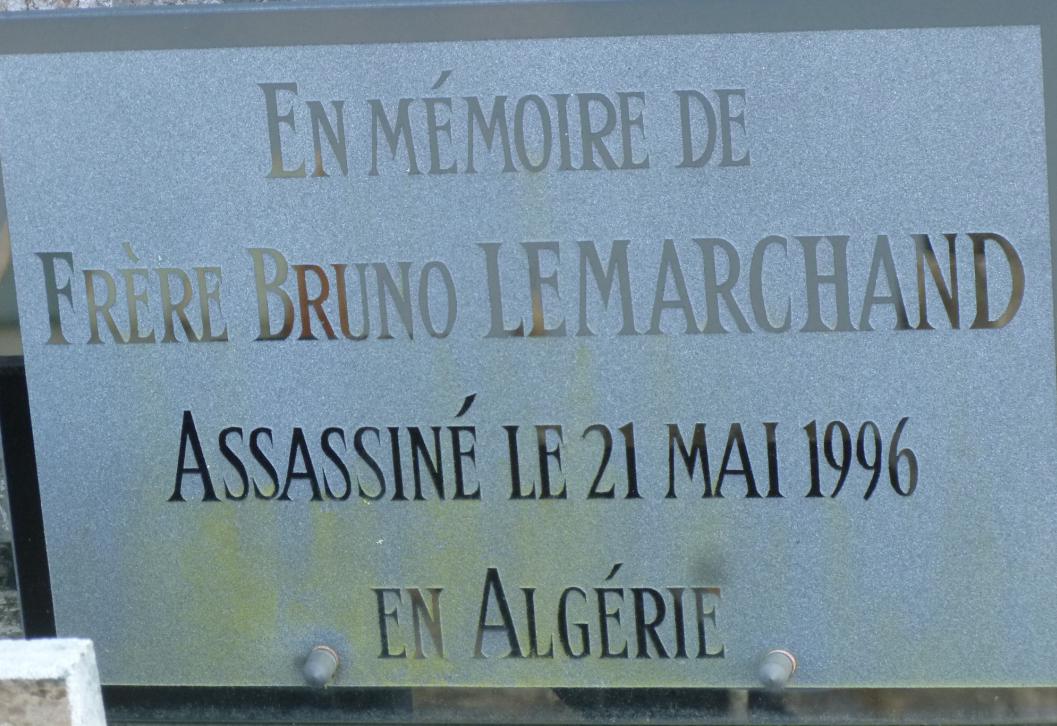 En mémoire de
Frère Bruno LEMARCHAND
Assassiné le 21 mai 1996
en Algérie